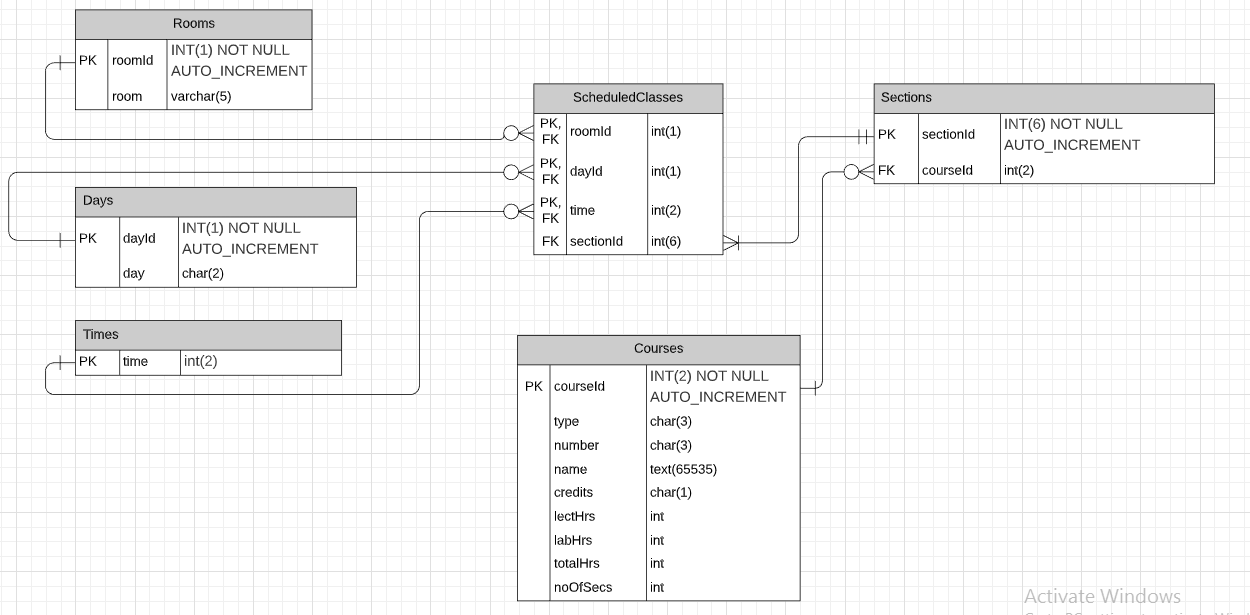 Rooms
PK roomId INT(1) NOT NULL
AUTO_INCREMENT
room varchar(5)
ScheduledClasses
PK,
FK roomId int(1)
PK,
FK dayId int(1)
PK,
FK time int(2)
FK sectionId int(6)
Sections
PK sectionId INT(6) NOT NULL
AUTO_INCREMENT
FK courseId int(2)
Days
PK dayId INT(1) NOT NULL
AUTO_INCREMENT
day char(2)
Times
PK time int(2)
Courses
PK courseId INT(2) NOT NULL
AUTO_INCREMENT
type char(3)
number char(3)
name text(65535)
credits char(1)
lectHrs int
labHrs int
totalHrs int
noOfSecs int
Activate Windows